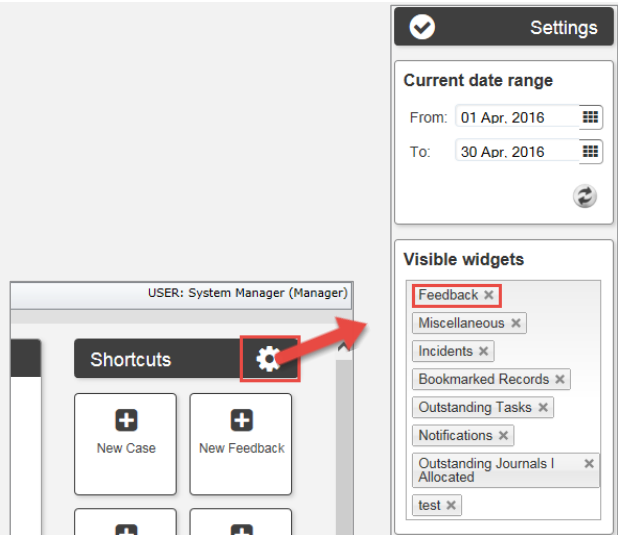 Settings
Current date range
From: 01 Apr, 2016
To: 30 Apr, 2016
Visible widgets
Feedback
Miscellaneous
Incidents
Bookmarked Records
Outstanding Tasks
Notifications
Outstanding Journals I
Allocated
test
USER: System Manager (Manager)
Shortcuts
New Case
New Feedback